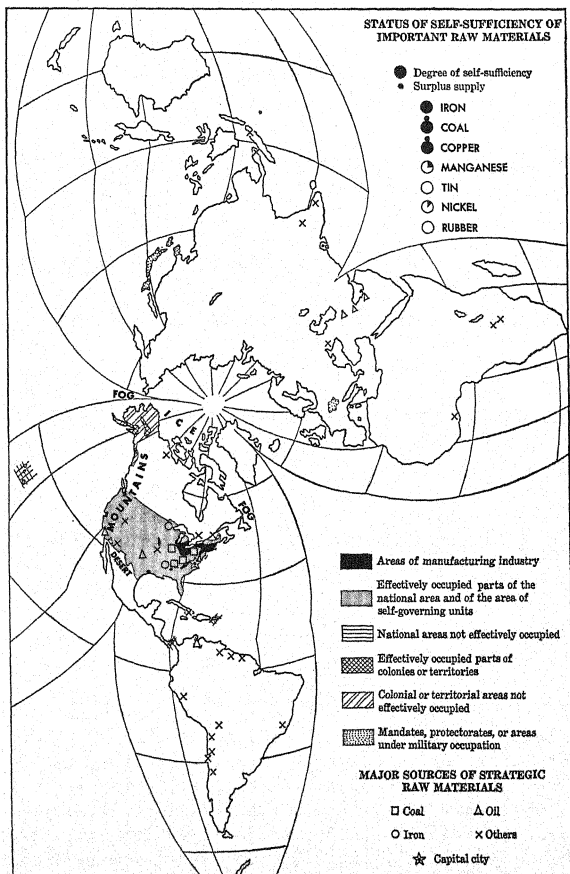 STATUS OF SELF-SUFFICIENCY OF
IMPORTANT RAW MATERIALS
Degree of self-sufficiency
Surplus supply
IRON
COAL
COPPER
MANGANESE
TIN
NICKEL
RUBBER
FOG
ICE
MOUNTAINS
FOG
DESERT
Areas of manufacturing industry
Effectively occupied parts of the
national area and of the area of
self-governing units
National areas not effectively occupied
Effectively occupied parts of
colonies or territories
Colonial or territorial areas not
effectively occupied
Mandates, protectorates, or areas
under military occupation
MAJOR SOURCES OF STRATEGIC
RAW MATERIALS
Coal
Oil
Iron
Others
Capital city